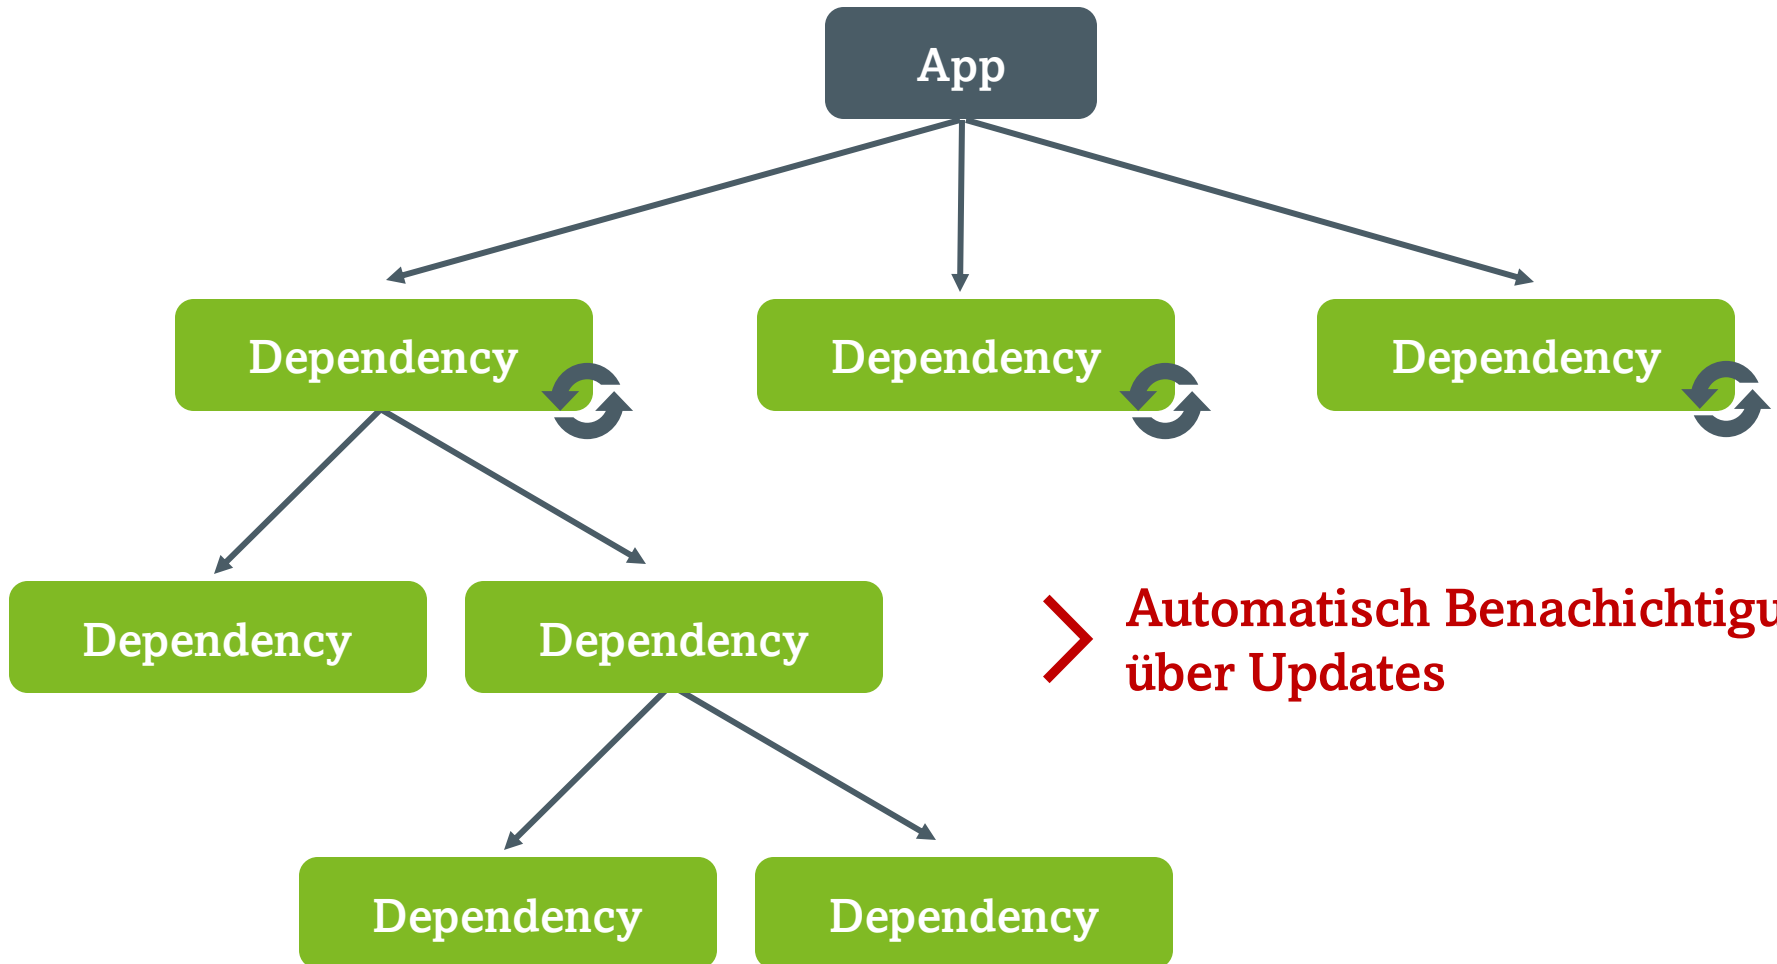 App
Dependency
Dependency
Dependency
Dependency
Dependency
Automatisch Benachichtigu
über Updates
Dependency
Dependency